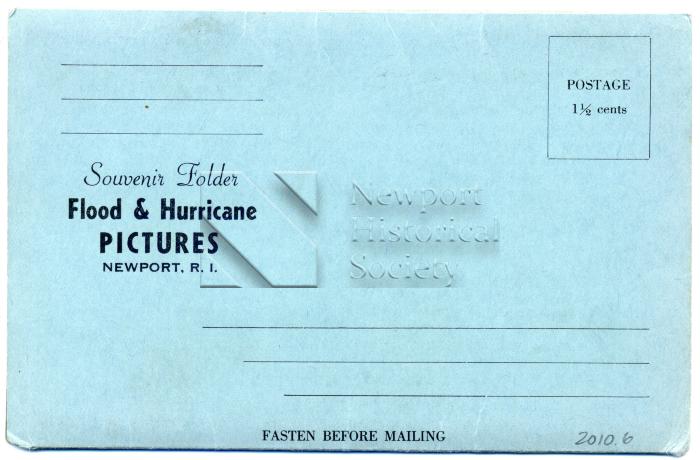 POSTAGE
1½ cents
Souvenir Folder
Flood & Hurricane
PICTURES
NEWPORT, R. I.
Newport
Historical
Society
FASTEN BEFORE MAILING
2010.6